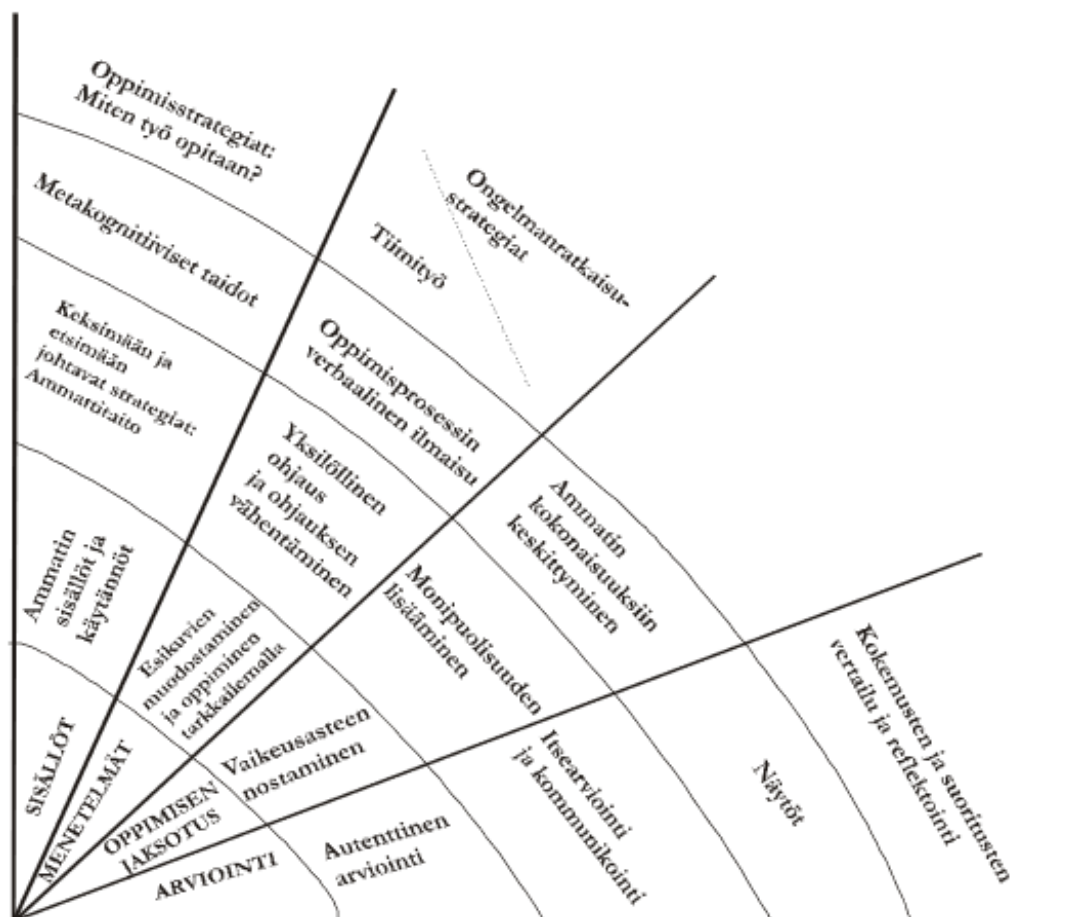 Oppimisstrategiat:
Miten työ opitaan?
Metakognitiiviset taidot
Keksimään ja
etsimään
johtavat strategiat:
Ammattitaito
Ammatin
sisällöt ja
käytännöt
SISÄLLÖT
Ongelmanratkaisu-
strategiat
Tiimityö
Oppimisprosessin
verbaalinen ilmaisu
Yksilöllinen
ohjaus
ja ohjauksen
vähentäminen
Esikuvien
muodostaminen
ja oppiminen
tarkkailemalla
MENETELMÄT
Ammatin
kokonaisuuksiin
keskittyminen
Monipuolisuuden
lisääminen
Vaikeusasteen
nostaminen
OPPIMISEN
JAKSOTUS
Kokemusten ja suoritusten
vertailu ja reflektointi
Näytöt
Itsearviointi
ja kommunikointi
Autenttinen
arviointi
ARVIOINTI